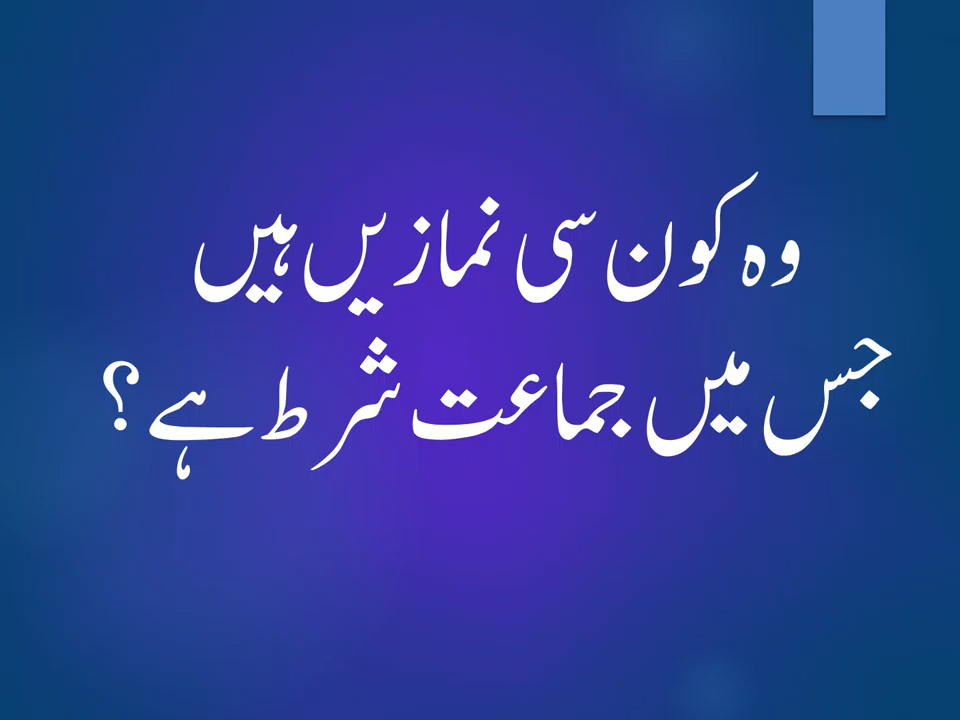 وہ کون سی نمازیں ہیں
جس میں جماعت شرط ہے؟